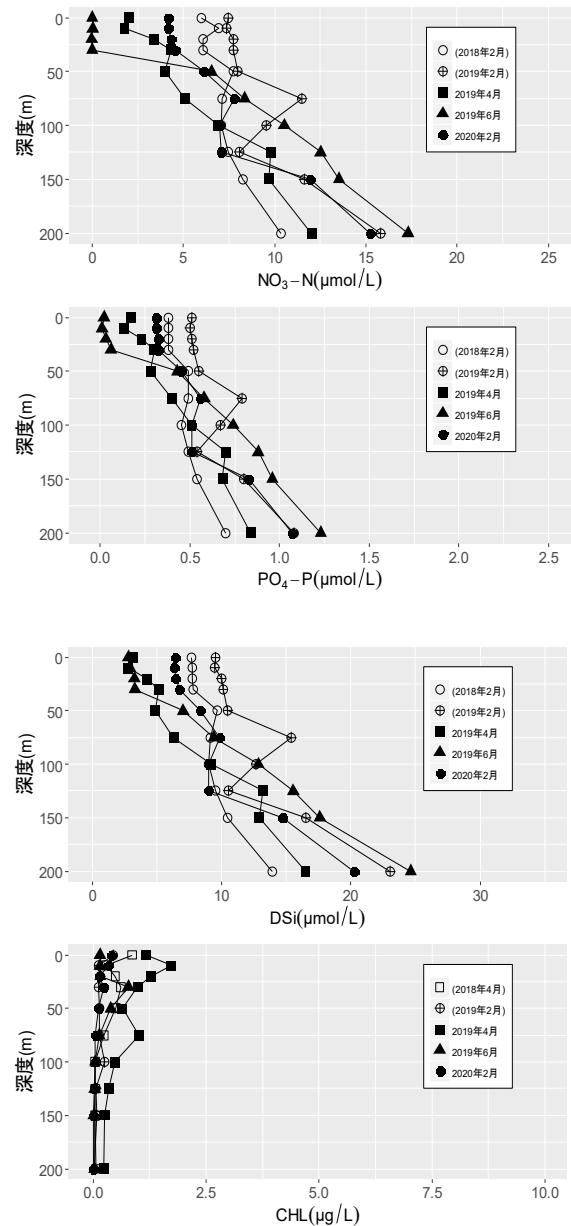 0
50
100
150
200
深度(m)
(2018年2月)
(2019年2月)
2019年4月
2019年6月
2020年2月
0
5
10
15
20
25
NO₃−N(μmol/L)
0
50
100
150
200
深度(m)
(2018年2月)
(2019年2月)
2019年4月
2019年6月
2020年2月
0.0
0.5
1.0
1.5
2.0
2.5
PO₄−P(μmol/L)
0
50
100
150
200
深度(m)
(2018年2月)
(2019年2月)
2019年4月
2019年6月
2020年2月
0
10
20
30
DSi(μmol/L)
0
50
100
150
200
深度(m)
(2018年4月)
(2019年2月)
2019年4月
2019年6月
2020年2月
0.0
2.5
5.0
7.5
10.0
CHL(μg/L)